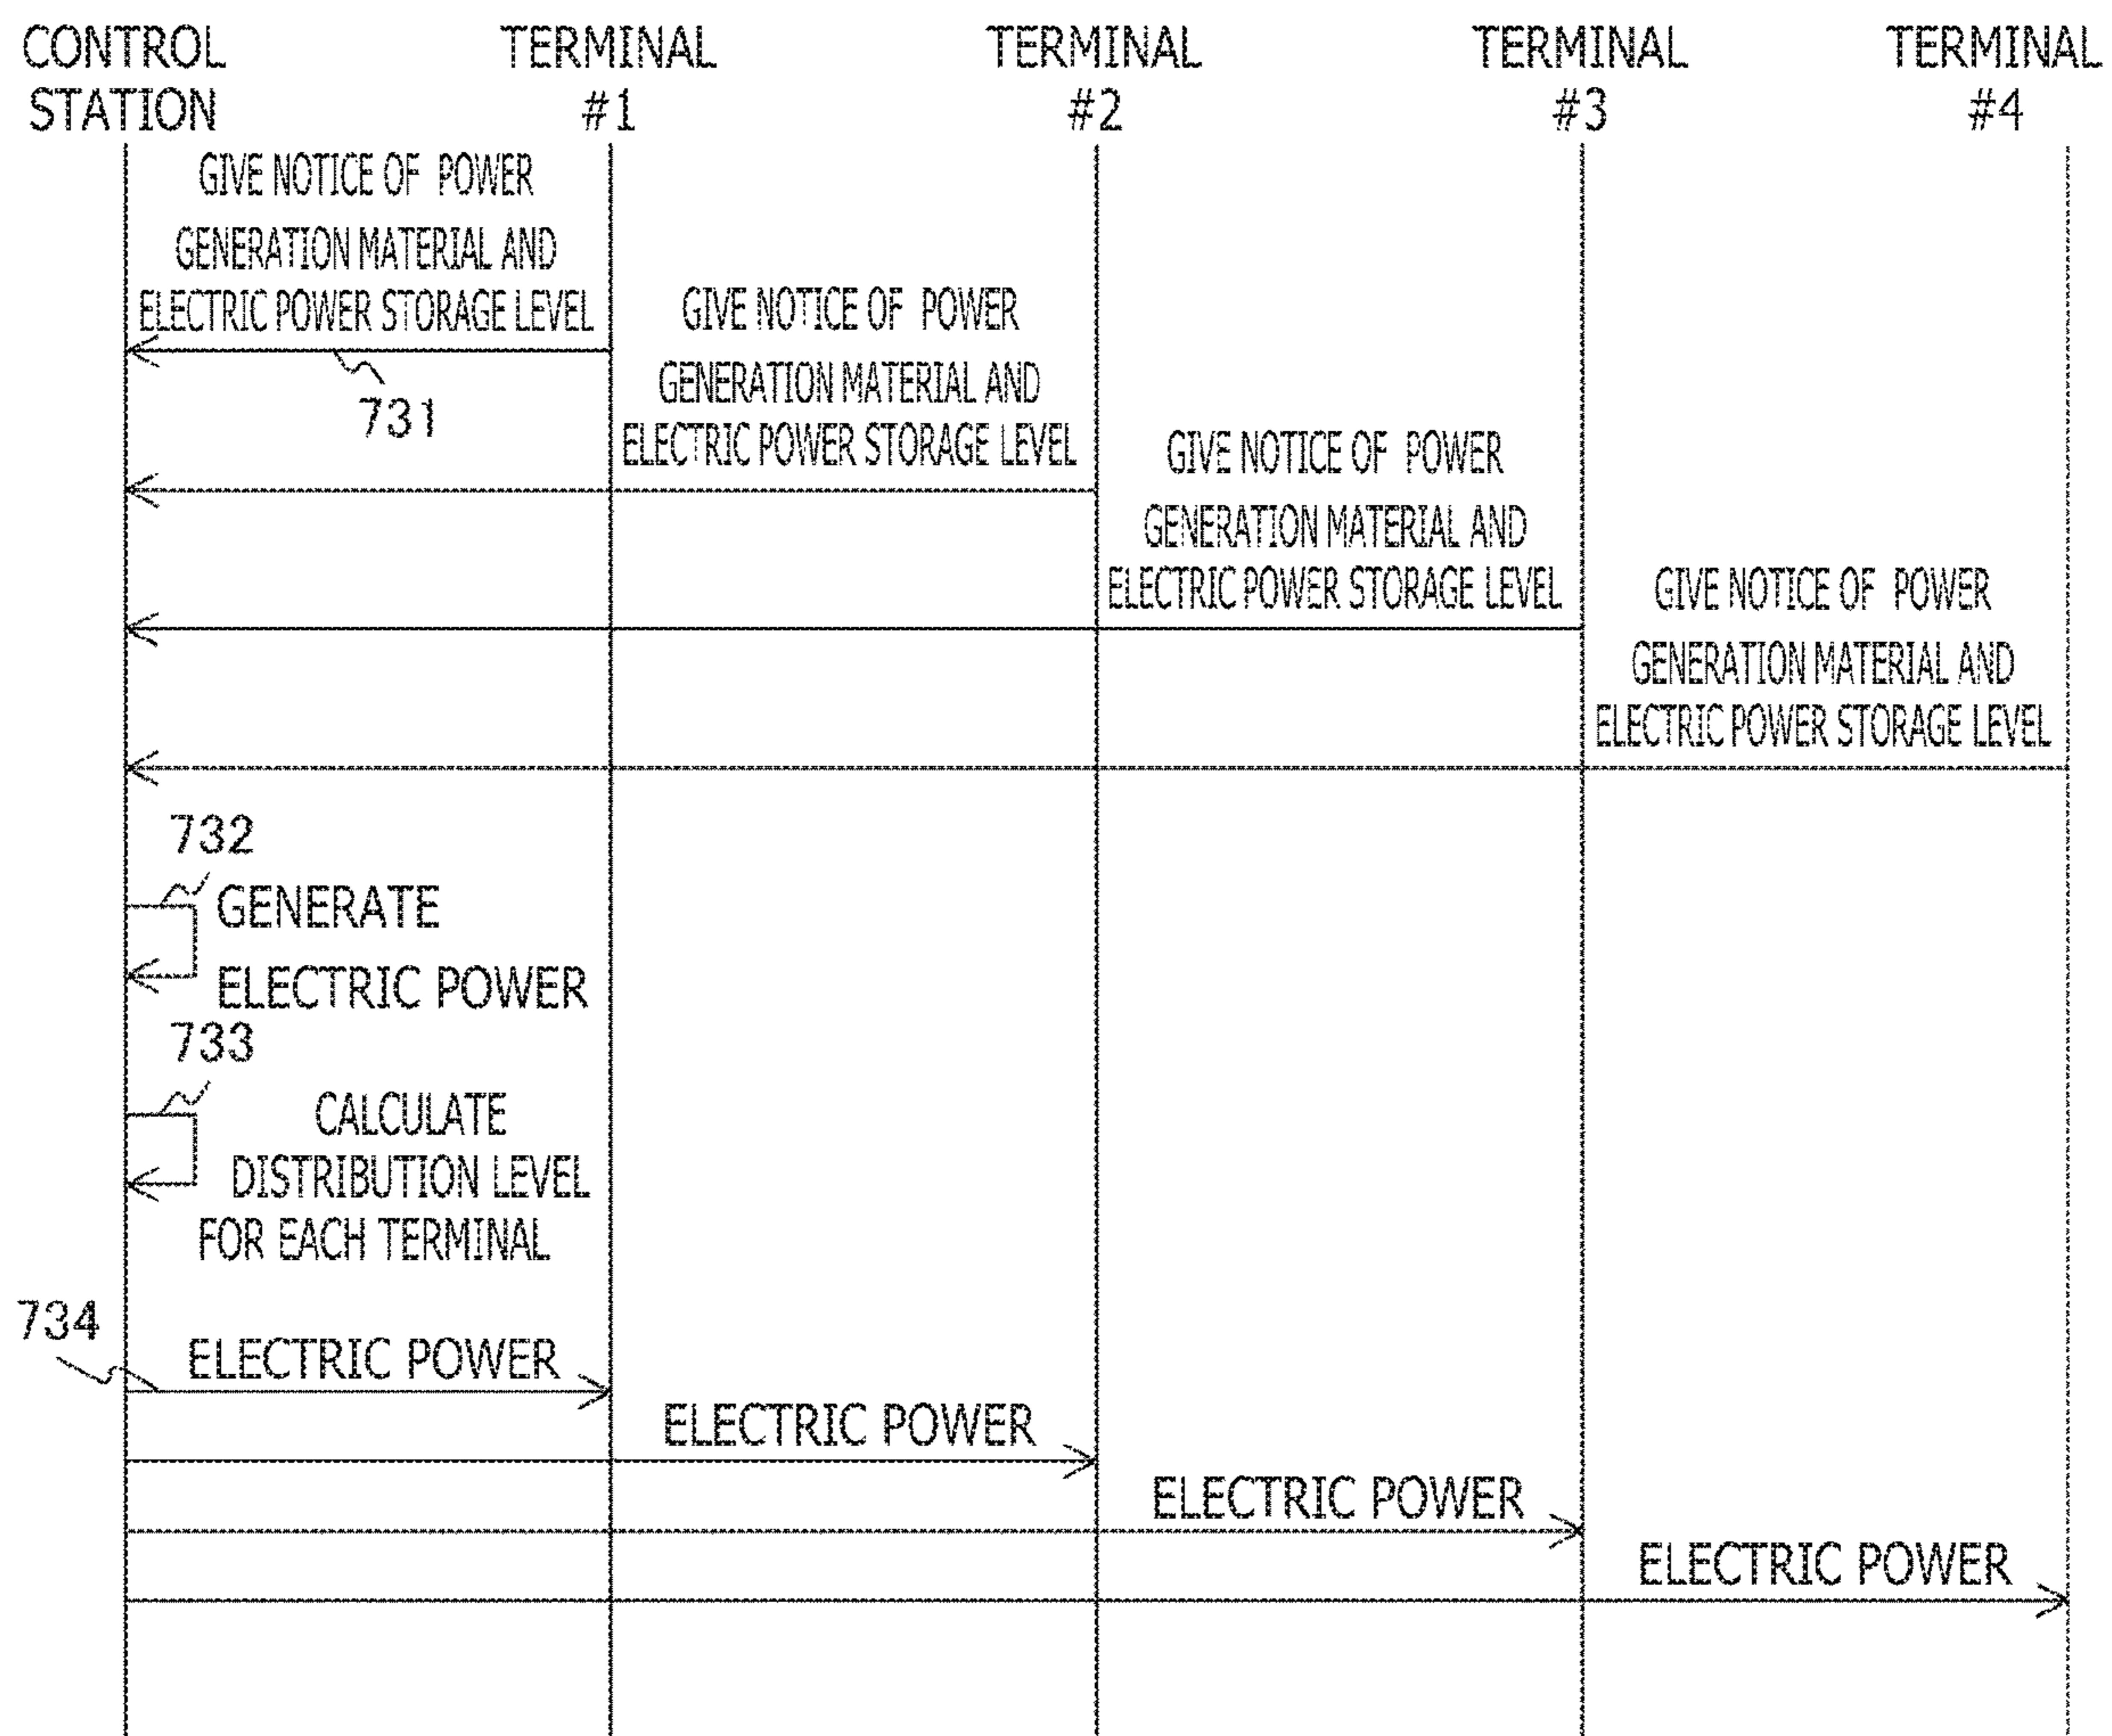 CONTROL
STATION
TERMINAL
#1
TERMINAL
#2
TERMINAL
#3
TERMINAL
#4
GIVE NOTICE OF POWER
GENERATION MATERIAL AND
ELECTRIC POWER STORAGE LEVEL
731
GIVE NOTICE OF POWER
GENERATION MATERIAL AND
ELECTRIC POWER STORAGE LEVEL
GIVE NOTICE OF POWER
GENERATION MATERIAL AND
ELECTRIC POWER STORAGE LEVEL
GIVE NOTICE OF POWER
GENERATION MATERIAL AND
ELECTRIC POWER STORAGE LEVEL
732
GENERATE
ELECTRIC POWER
733
CALCULATE
DISTRIBUTION LEVEL
FOR EACH TERMINAL
734
ELECTRIC POWER
ELECTRIC POWER
ELECTRIC POWER
ELECTRIC POWER